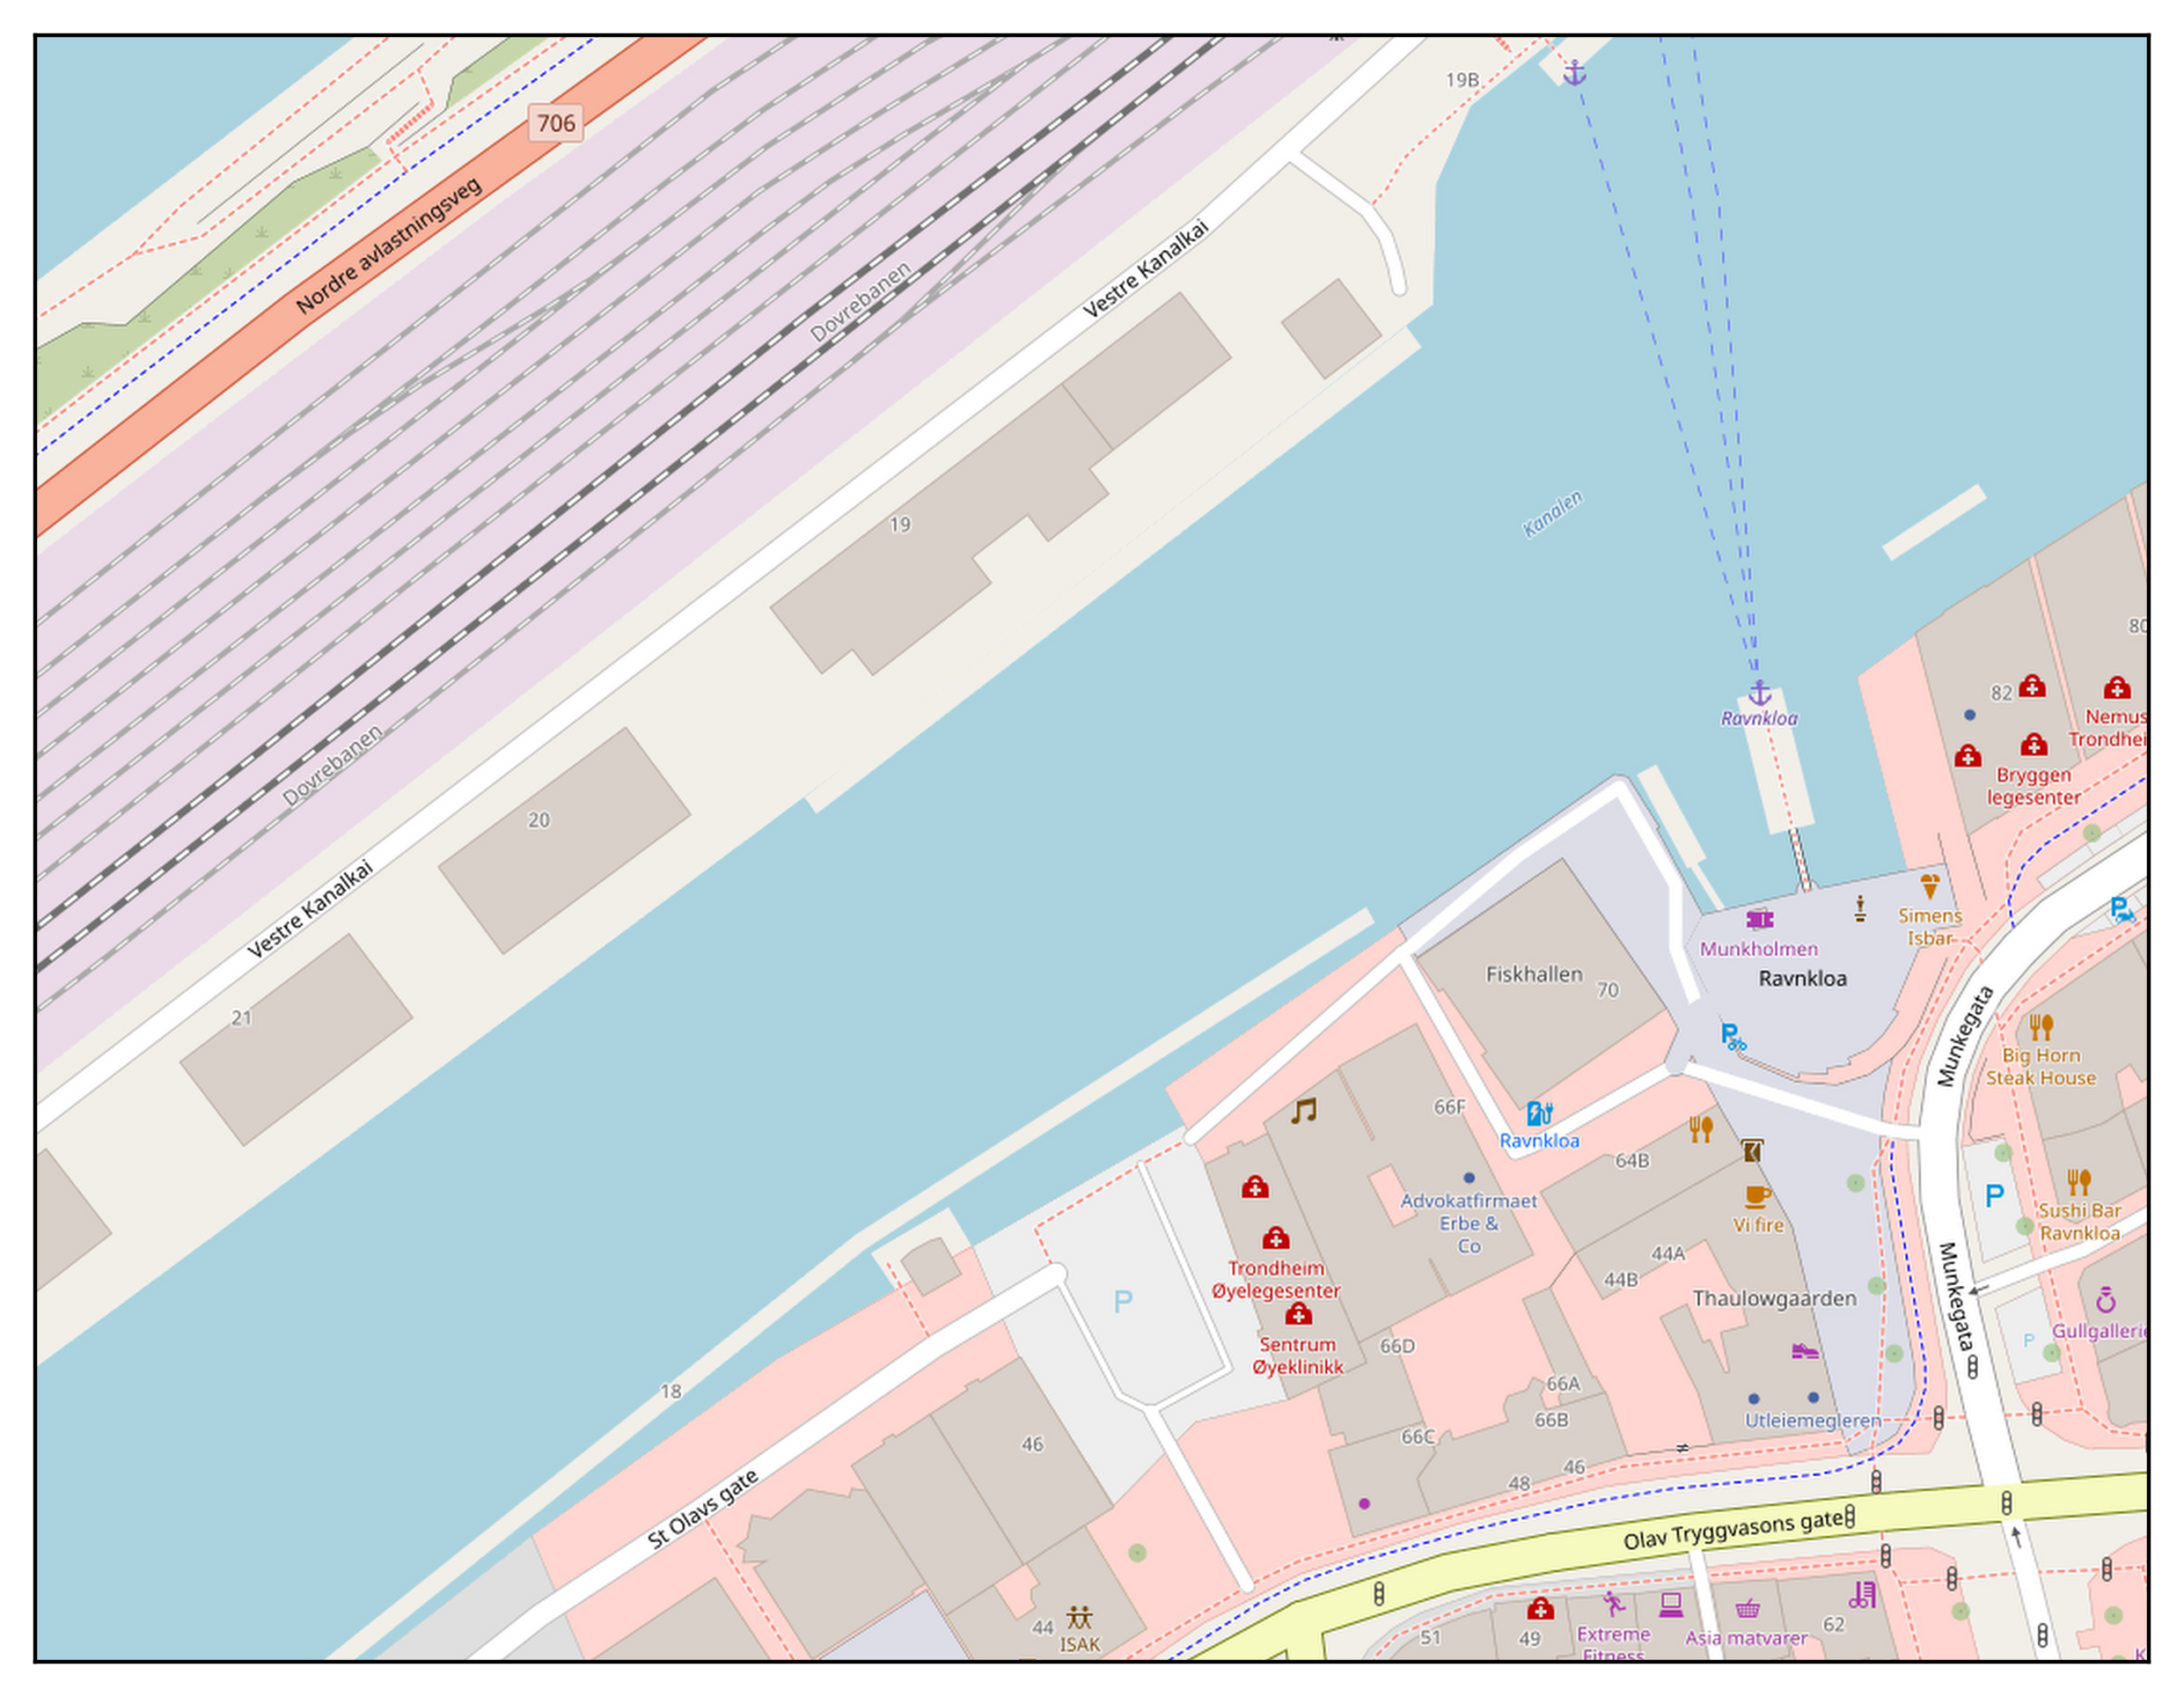 19B
706
Nordre avlastningsveg
Vestre Kanalkai
Dovrebanen
Kanalen
19
80
82
Ravnkloa
Nemus
Bryggen
legesenter
Dovrebanen
20
Vestre Kanalkai
Simens
Isbar
Munkholmen
Fiskhallen
70
Ravnkloa
21
P
Munkegata
Big Horn
Steak House
66F
Ravnkloa
64B
P
Advokatfirmaet
Erbe &
Co
Vi fire
Sushi Bar
Ravnkloa
44A
44B
Trondheim
Øyelegesenter
P
Thaulowgaarden
Munkegata
Sentrum
Øyeklinikk
66D
P
18
66A
66B
Utleiemegleren
46
66C
46
48
St Olavs gate
Olav Tryggvasons gate
44
ISAK
51
49
Extreme
Fitness
Asia matvarer
62